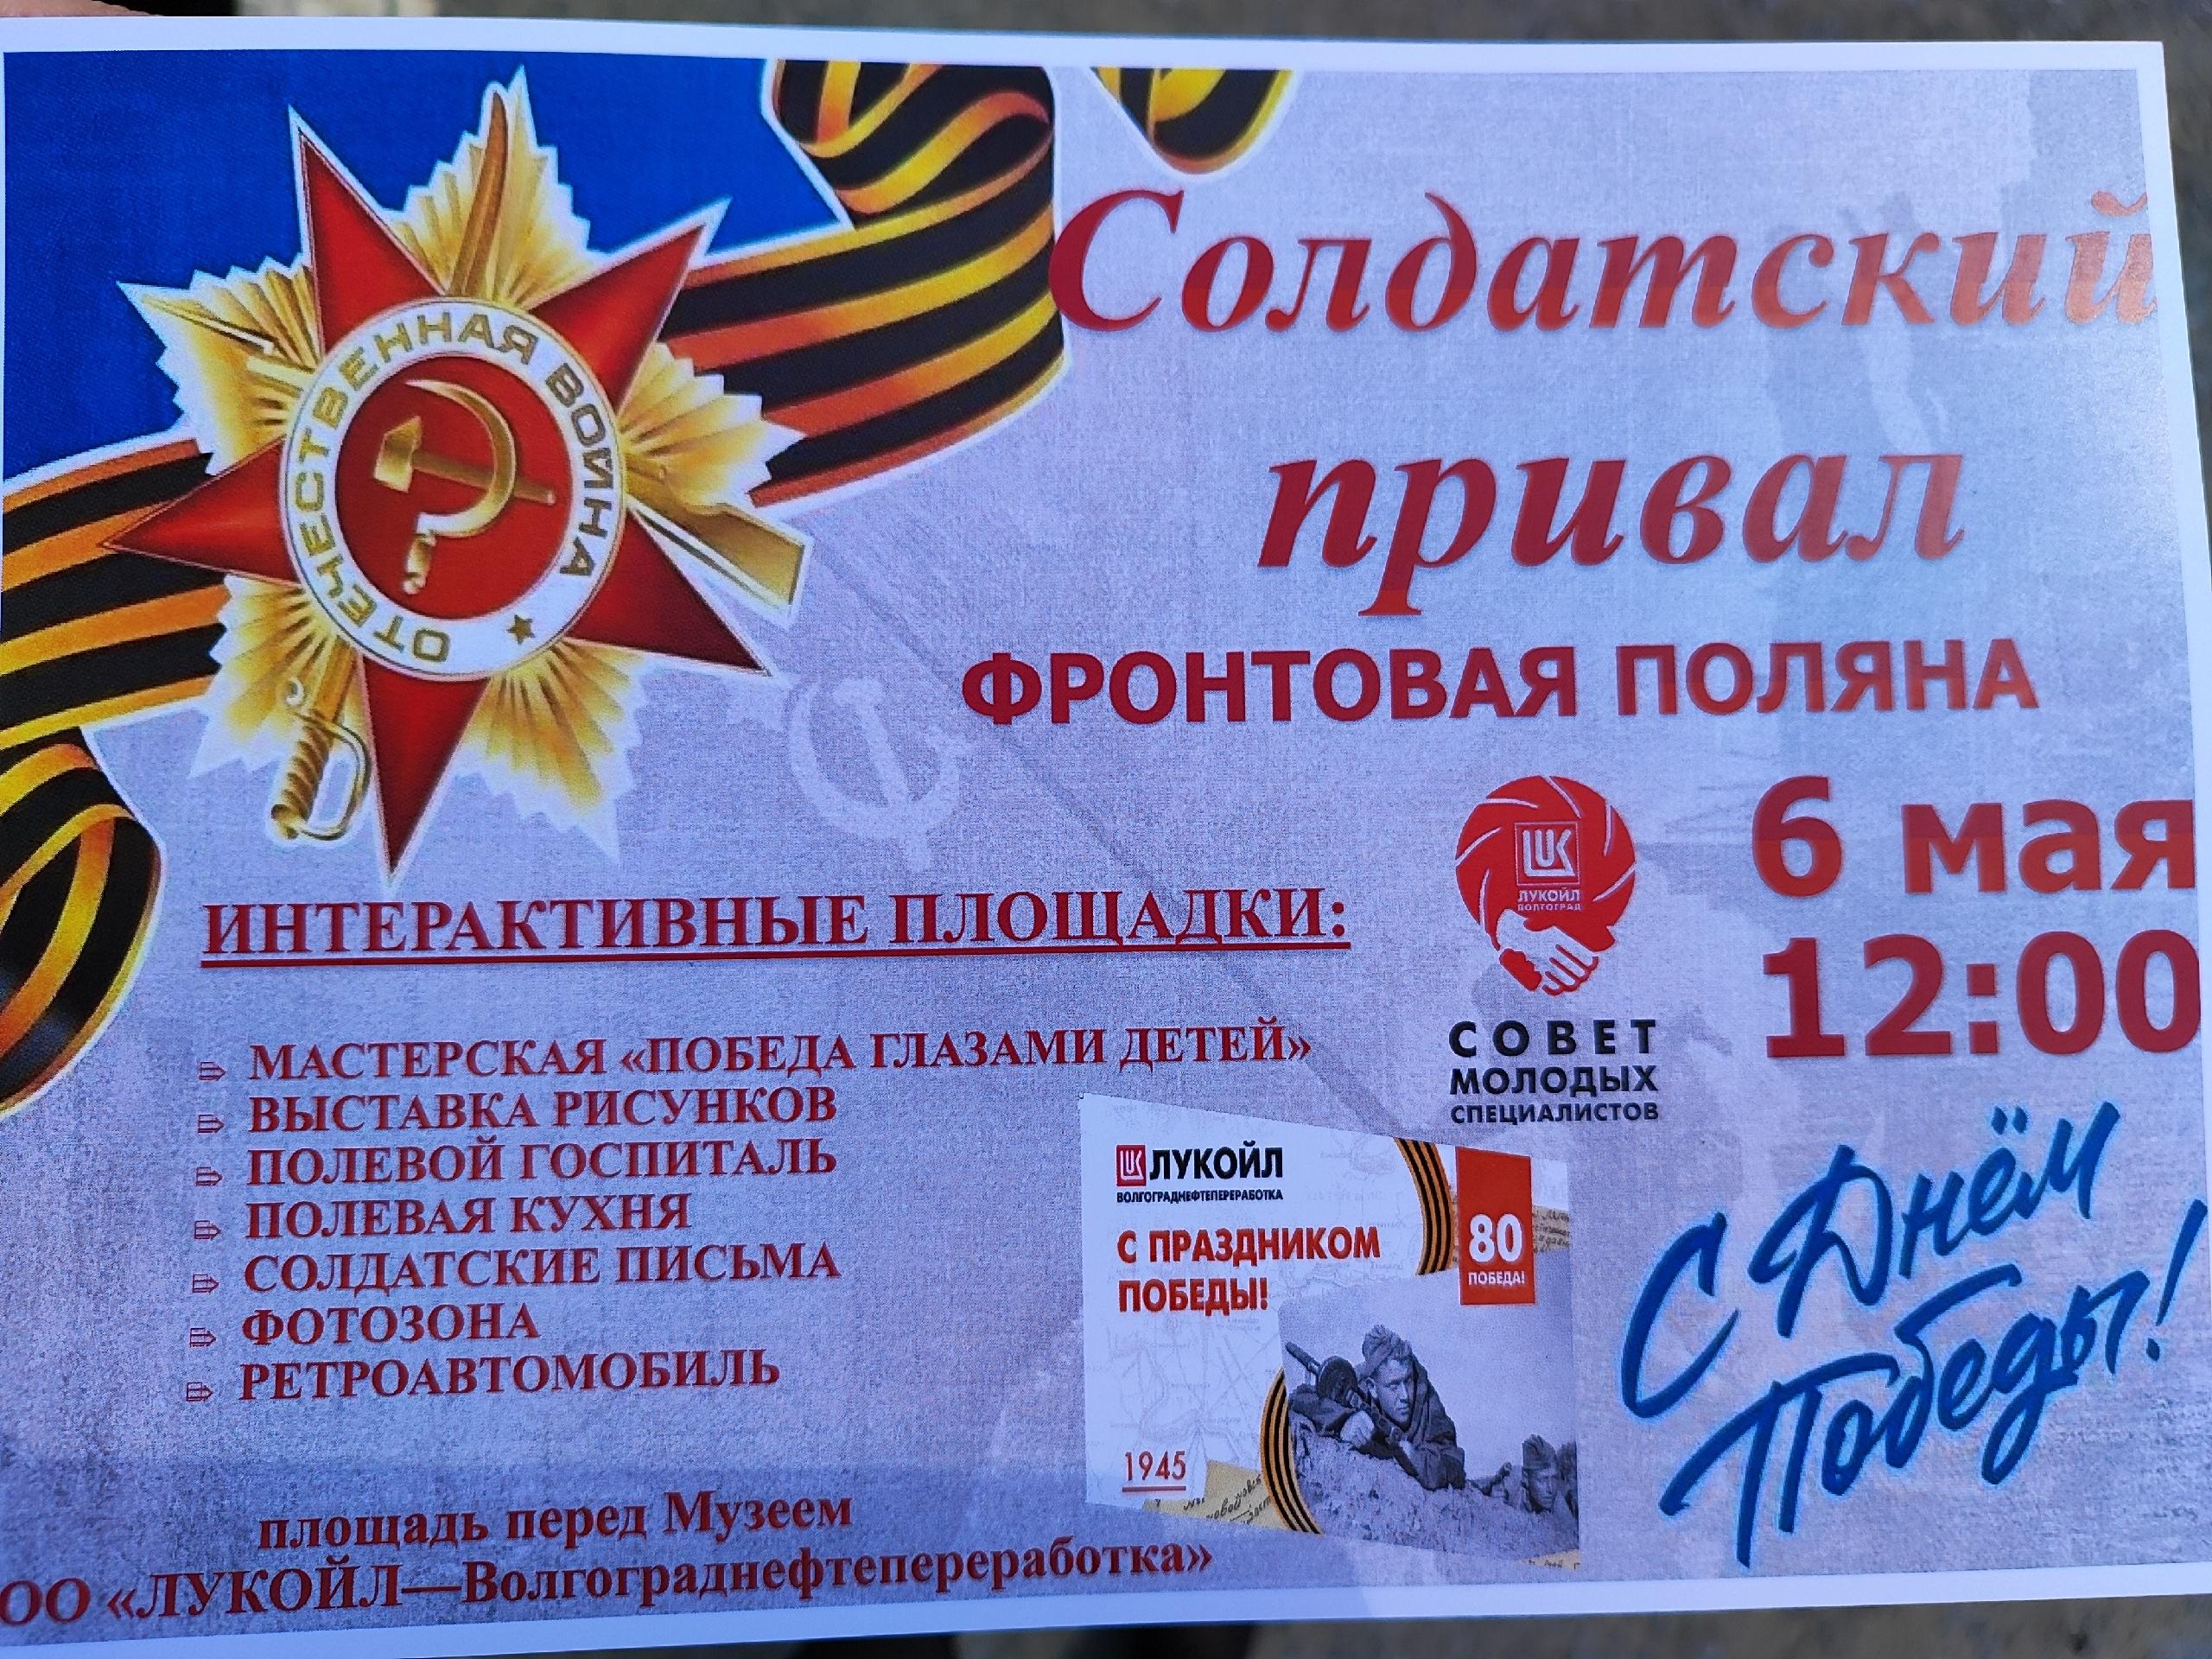 ОТЕЧЕСТВЕННАЯ ВОЙНА
Солдатский
привал
ФРОНТОВАЯ ПОЛЯНА
6 мая
12:00
LUK
ЛУКОЙЛ
ВОЛГОГРАД
СОВЕТ
МОЛОДЫХ
СПЕЦИАЛИСТОВ
ИНТЕРАКТИВНЫЕ ПЛОЩАДКИ:
МАСТЕРСКАЯ «ПОБЕДА ГЛАЗАМИ ДЕТЕЙ»
ВЫСТАВКА РИСУНКОВ
ПОЛЕВОЙ ГОСПИТАЛЬ
ПОЛЕВАЯ КУХНЯ
СОЛДАТСКИЕ ПИСЬМА
ФОТОЗОНА
РЕТРОАВТОМОБИЛЬ
LUK ЛУКОЙЛ
ВОЛГОГРАДНЕФТЕПЕРЕРАБОТКА
С ПРАЗДНИКОМ
ПОБЕДЫ!
80
ПОБЕДА!
1945
С Днём
Победы!
площадь перед Музеем
ОО «ЛУКОЙЛ—Волгограднефтепереработка»